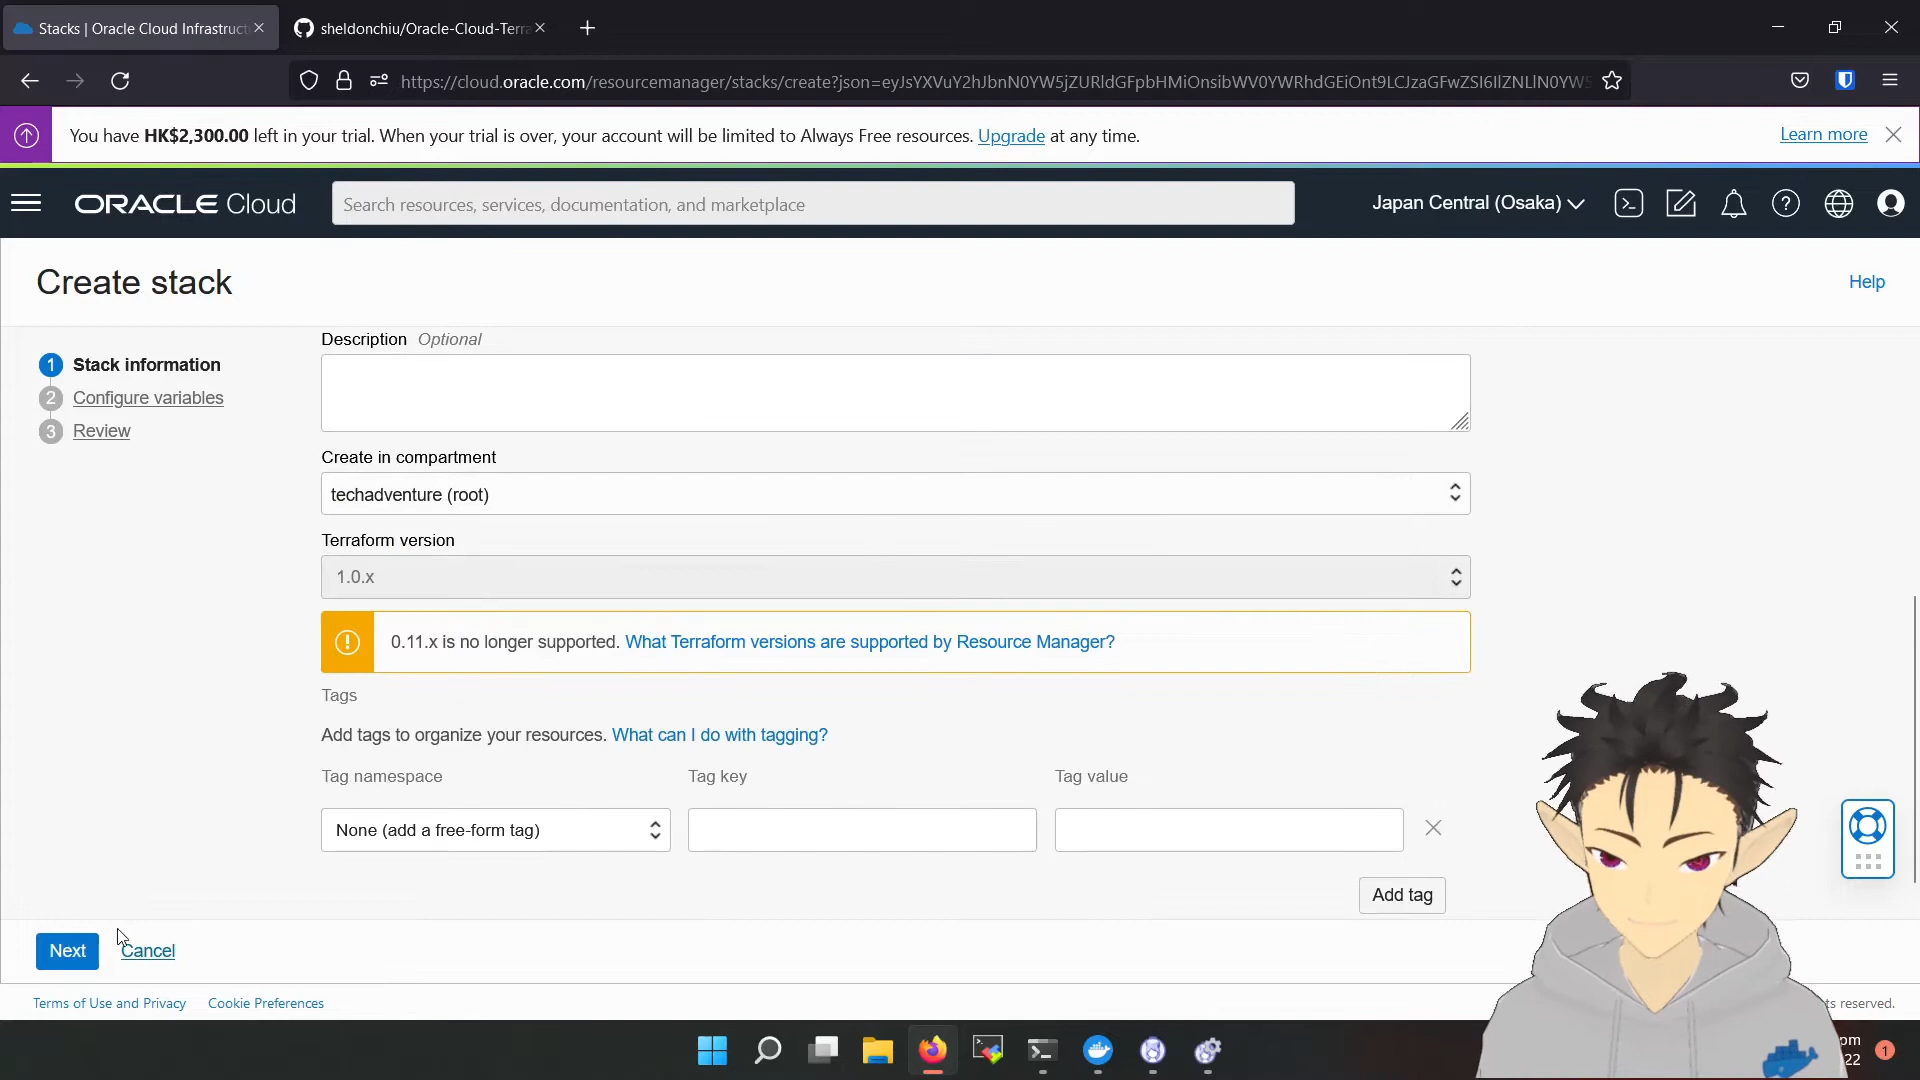 Stacks | Oracle Cloud Infrastruct
sheldonchiu/Oracle-Cloud-Terra
https://cloud.oracle.com/resourcemanager/stacks/create?json=
You have HK$2,300.00 left in your trial. When your trial is over, your account will be limited to Always Free resources. Upgrade at any time.
Learn more
ORACLE Cloud
Search resources, services, documentation, and marketplace
Japan Central (Osaka)
Create stack
Help
1 Stack information
2 Configure variables
3 Review
Description Optional
Create in compartment
techadventure (root)
Terraform version
1.0.x
0.11.x is no longer supported. What Terraform versions are supported by Resource Manager?
Tags
Add tags to organize your resources. What can I do with tagging?
Tag namespace
Tag key
Tag value
None (add a free-form tag)
Add tag
Next
Cancel
Terms of Use and Privacy
Cookie Preferences
ts reserved.
pm
22
1